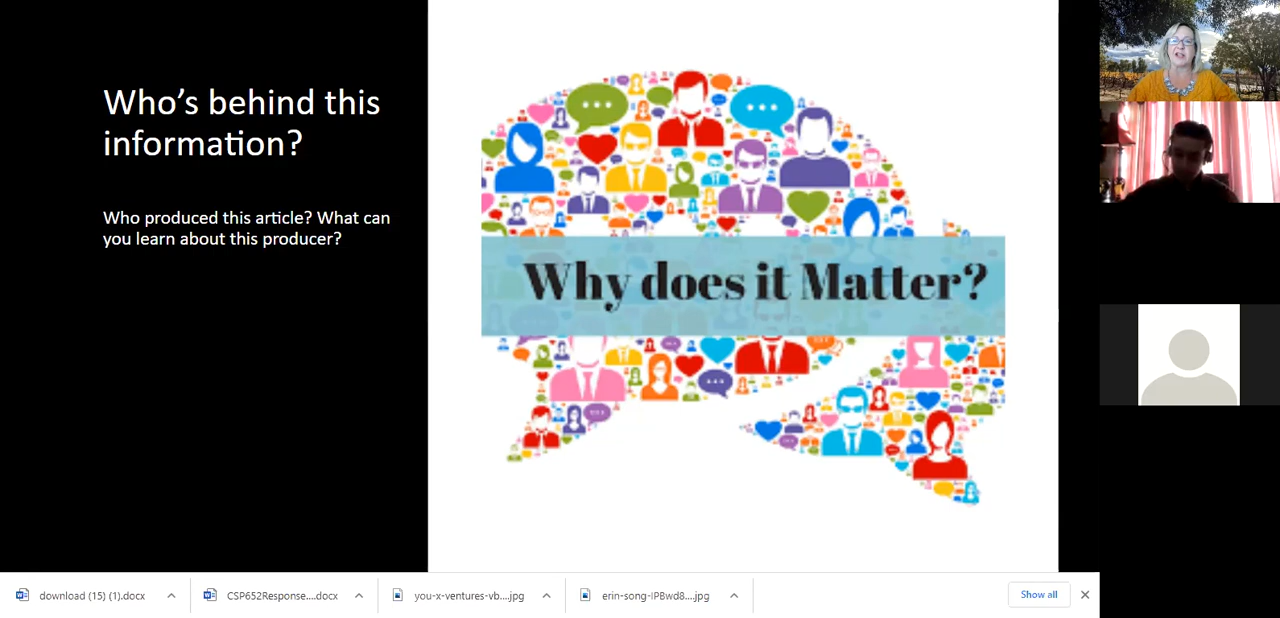 Who's behind this
information?
Who produced this article? What can
you learn about this producer?
Why does it Matter?
download (15) (1).docx
CSP652Response....docx
you-x-ventures-vb....jpg
erin-song-IPBwd8....jpg
Show all